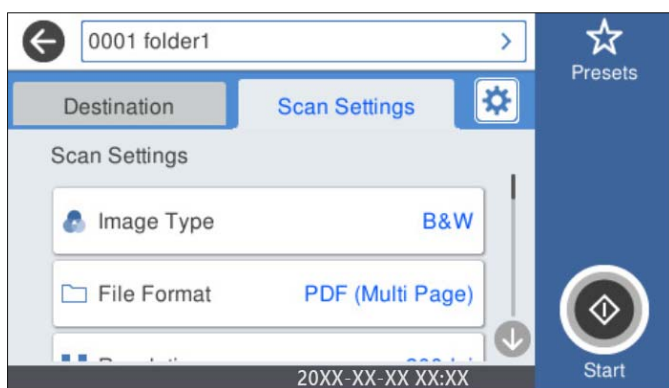 0001 folder1
Presets
Destination
Scan Settings
Scan Settings
Image Type B&W
File Format PDF (Multi Page)
20XX-XX-XX XX:XX
Start